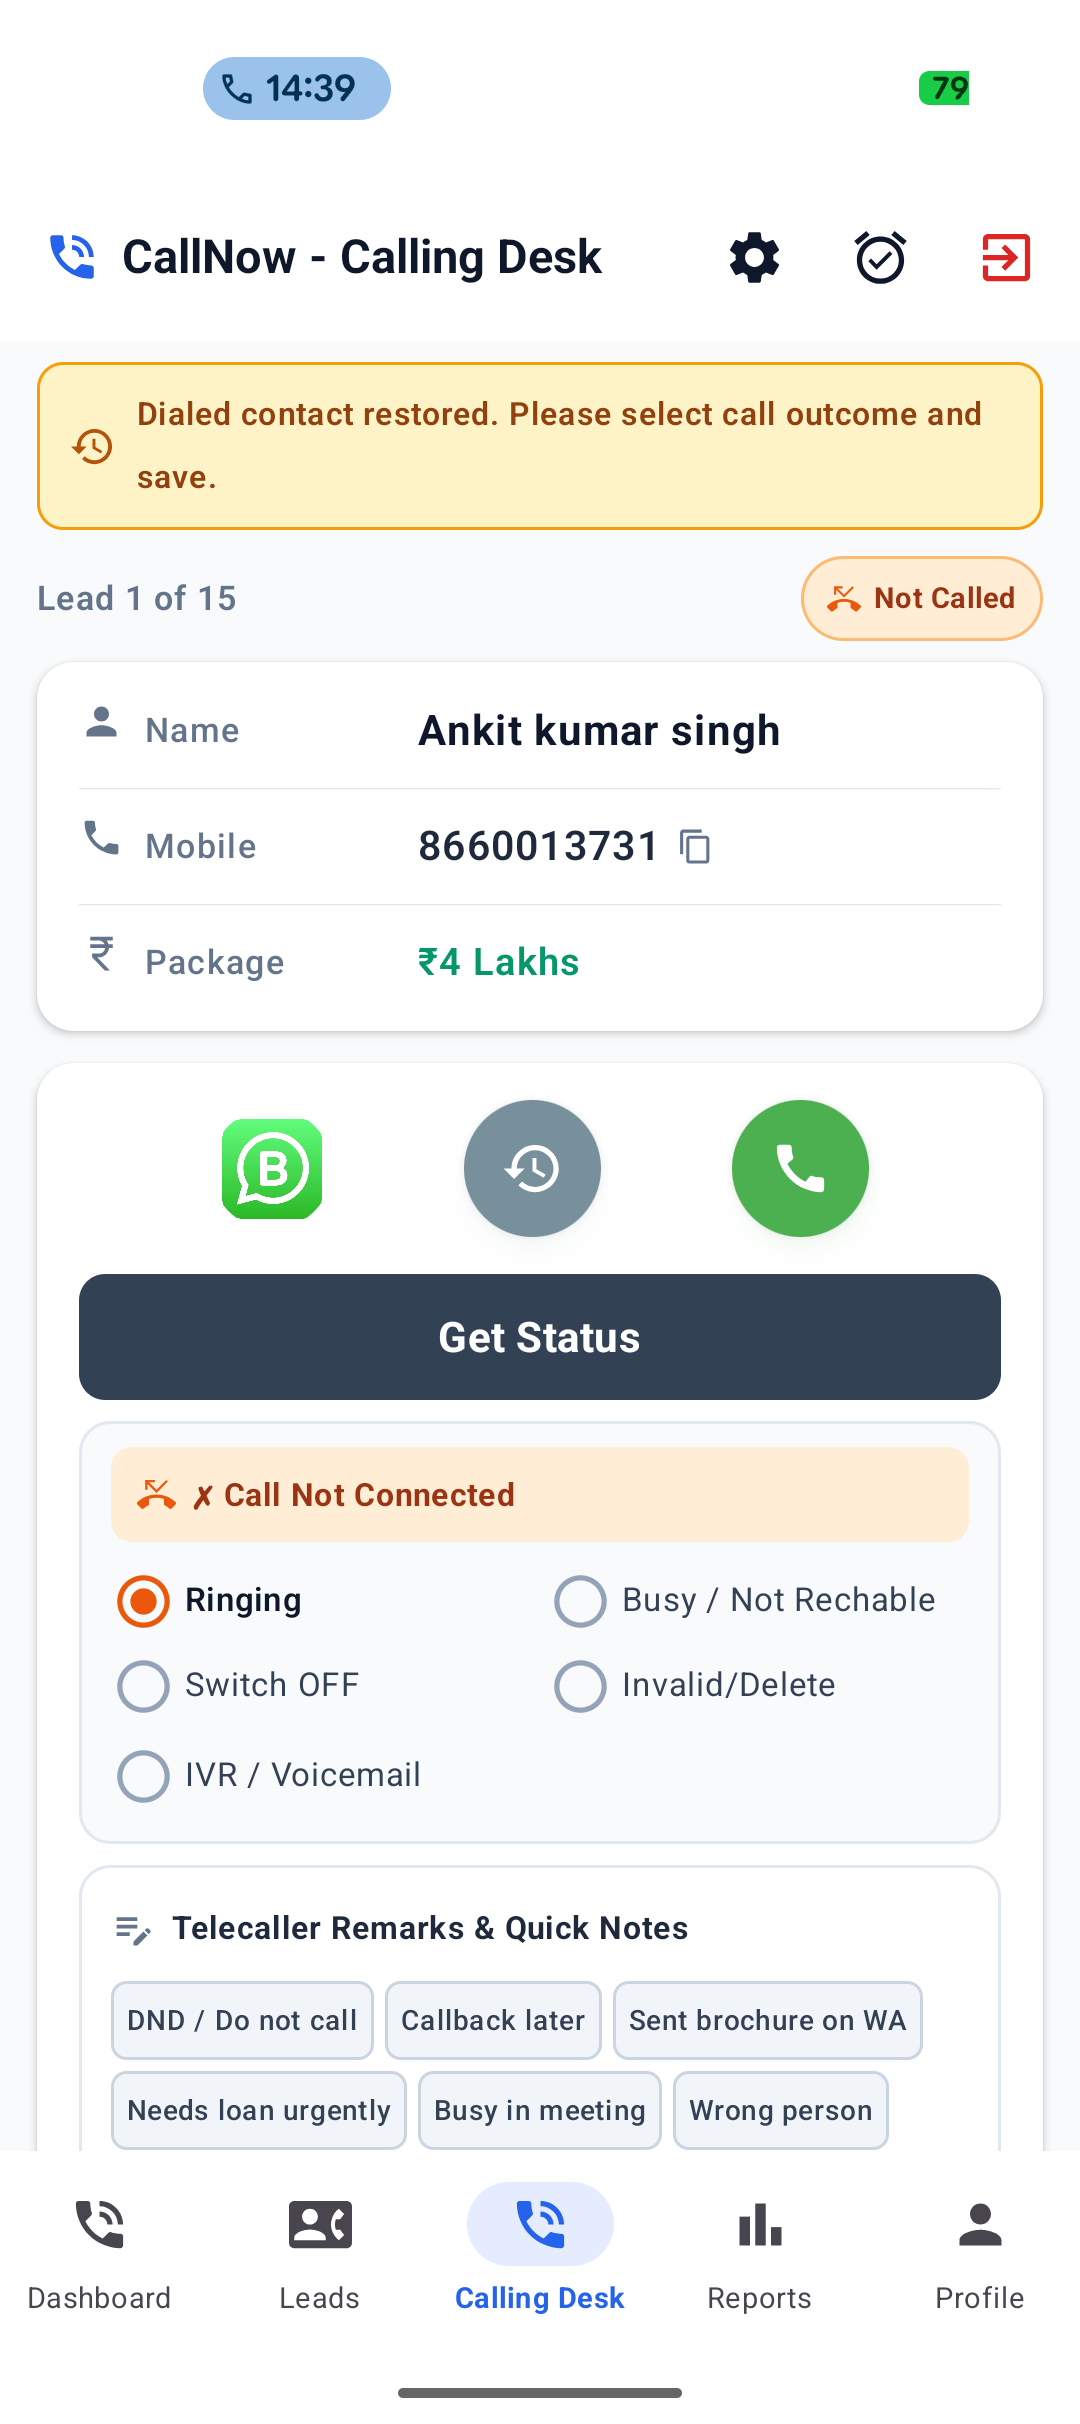 14:39
79
CallNow - Calling Desk
Dialed contact restored. Please select call outcome and
save.
Lead 1 of 15
Not Called
Name
Ankit kumar singh
Mobile
8660013731
Package
₹4 Lakhs
Get Status
✗ Call Not Connected
Ringing
Busy / Not Rechable
Switch OFF
Invalid/Delete
IVR / Voicemail
Telecaller Remarks & Quick Notes
DND / Do not call
Callback later
Sent brochure on WA
Needs loan urgently
Busy in meeting
Wrong person
Dashboard
Leads
Calling Desk
Reports
Profile